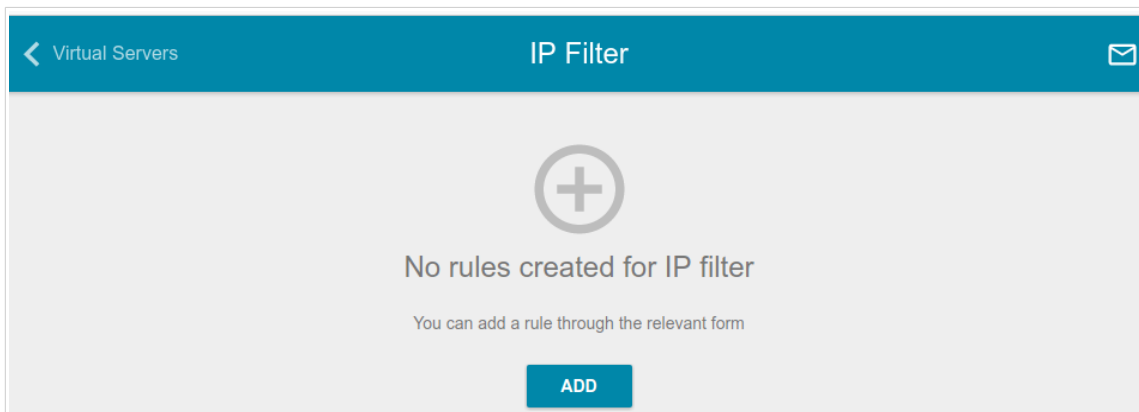 Virtual Servers
IP Filter
No rules created for IP filter
You can add a rule through the relevant form
ADD